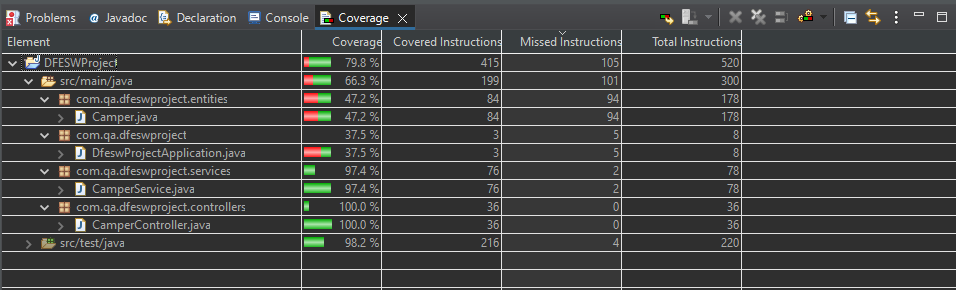 Problems Javadoc Declaration Console Coverage
Element Coverage Covered Instructions Missed Instructions Total Instructions
DFESWProject 79.8 % 415 105 520
src/main/java 66.3 % 199 101 300
com.qa.dfeswproject.entities 47.2 % 84 94 178
Camper.java 47.2 % 84 94 178
com.qa.dfeswproject 37.5 % 3 5 8
DfeswProjectApplication.java 37.5 % 3 5 8
com.qa.dfeswproject.services 97.4 % 76 2 78
CamperService.java 97.4 % 76 2 78
com.qa.dfeswproject.controllers 100.0 % 36 0 36
CamperController.java 100.0 % 36 0 36
src/test/java 98.2 % 216 4 220